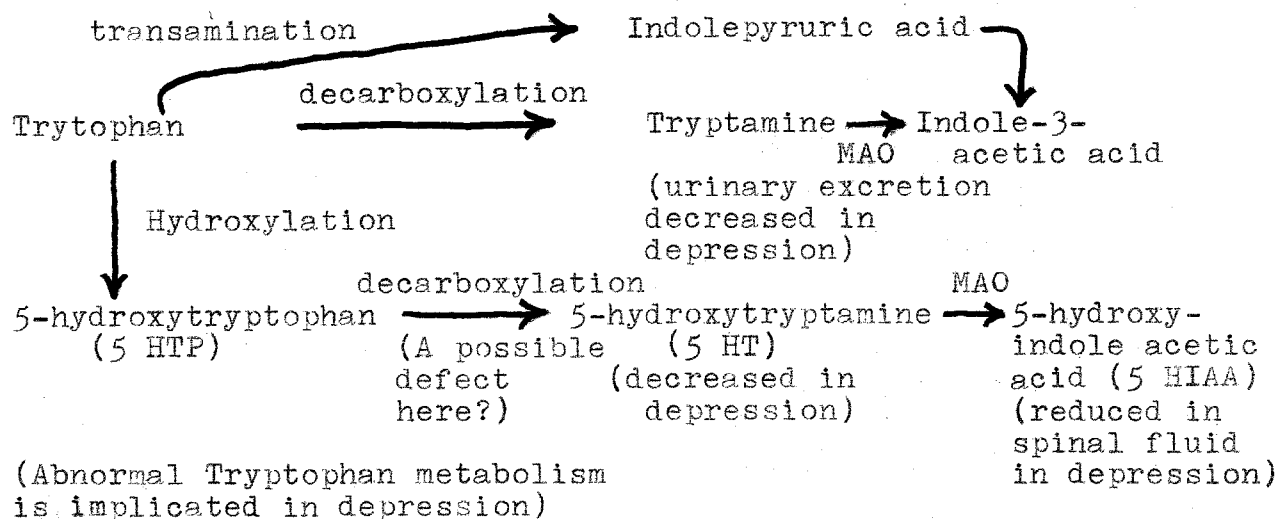 transamination Indolepyruric acid
decarboxylation
Trytophan Tryptamine Indole-3-
MAO acetic acid
(urinary excretion
decreased in
depression)
Hydroxylation
decarboxylation MAO
5-hydroxytryptophan 5-hydroxytryptamine 5-hydroxy-
(5 HTP) (A possible (5 HT) indole acetic
defect (decreased in acid (5 HIAA)
here?) depression) (reduced in
spinal fluid
(Abnormal Tryptophan metabolism in depression)
is implicated in depression)